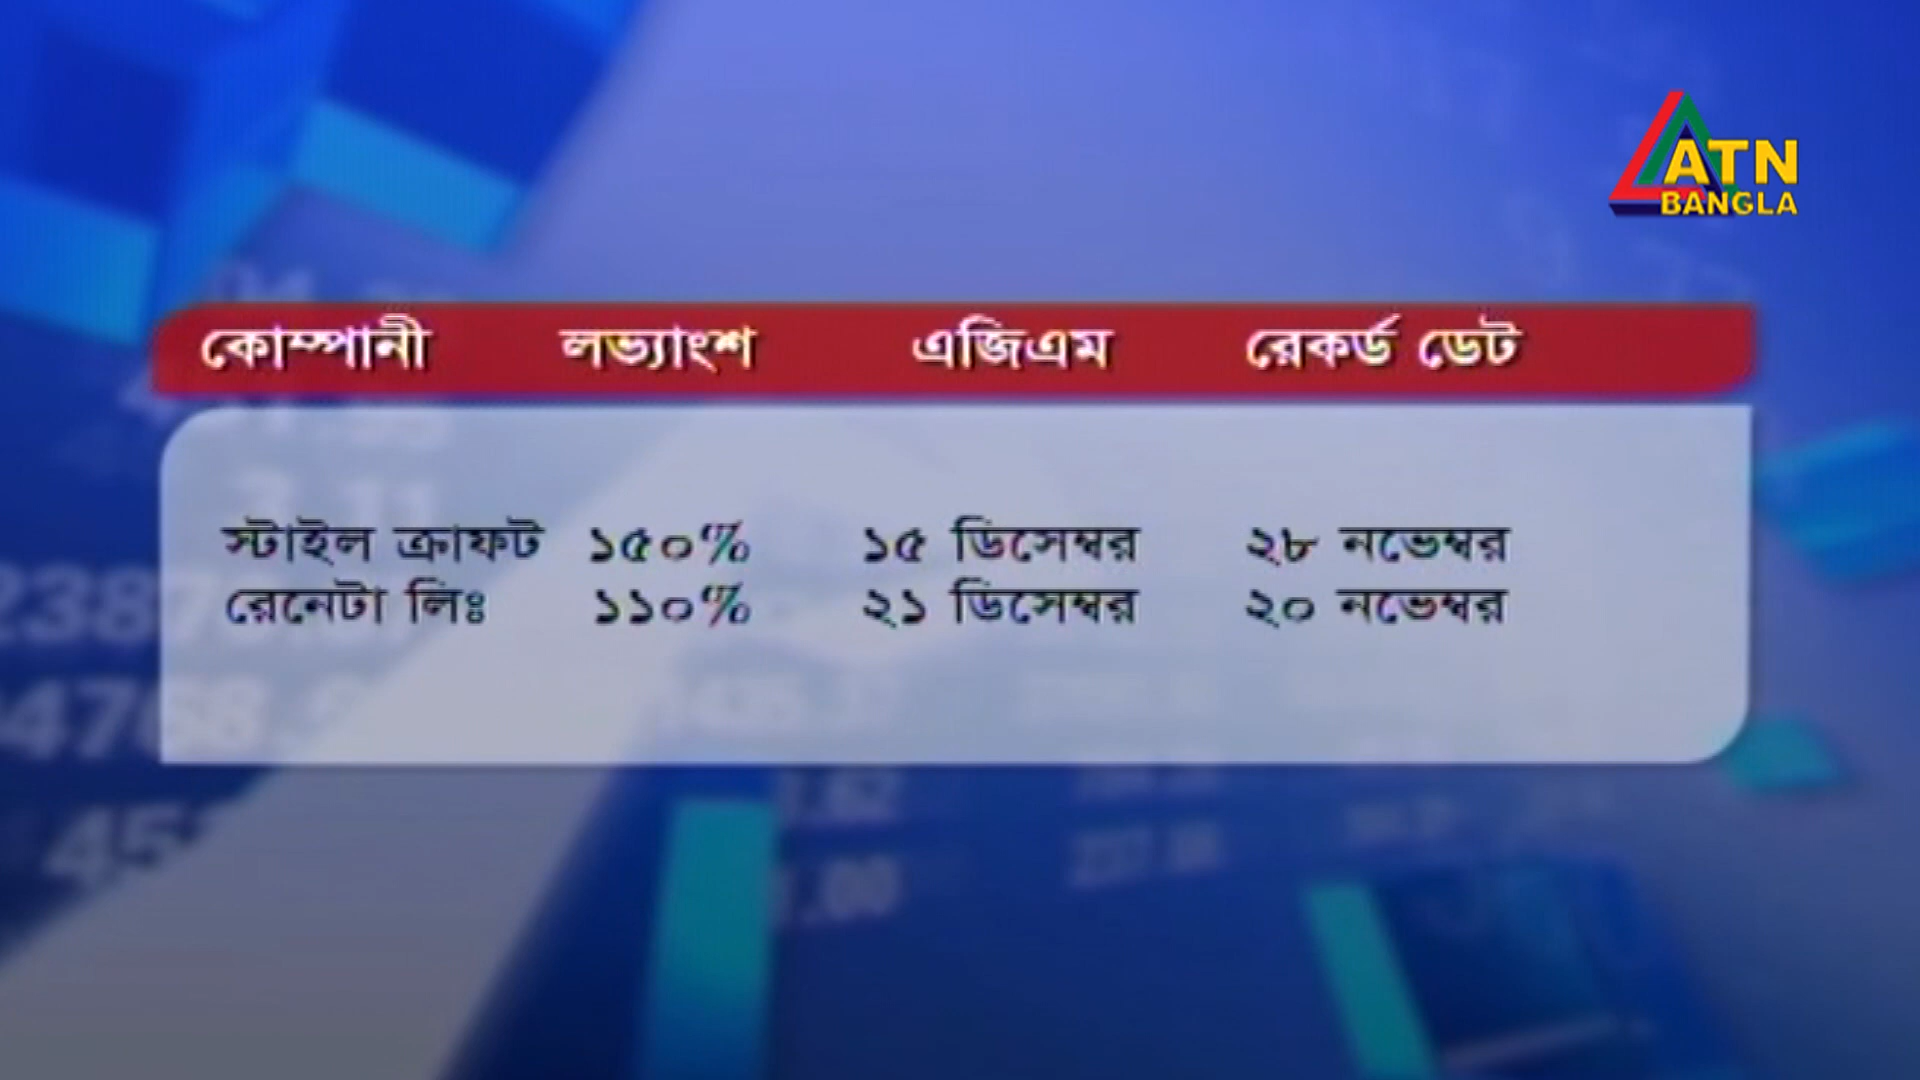 ATN
BANGLA
কোম্পানী লভ্যাংশ এজিএম রেকর্ড ডেট
স্টাইল ক্রাফট ১৫০% ১৫ ডিসেম্বর ২৮ নভেম্বর
রেনেটা লিঃ ১১০% ২১ ডিসেম্বর ২০ নভেম্বর